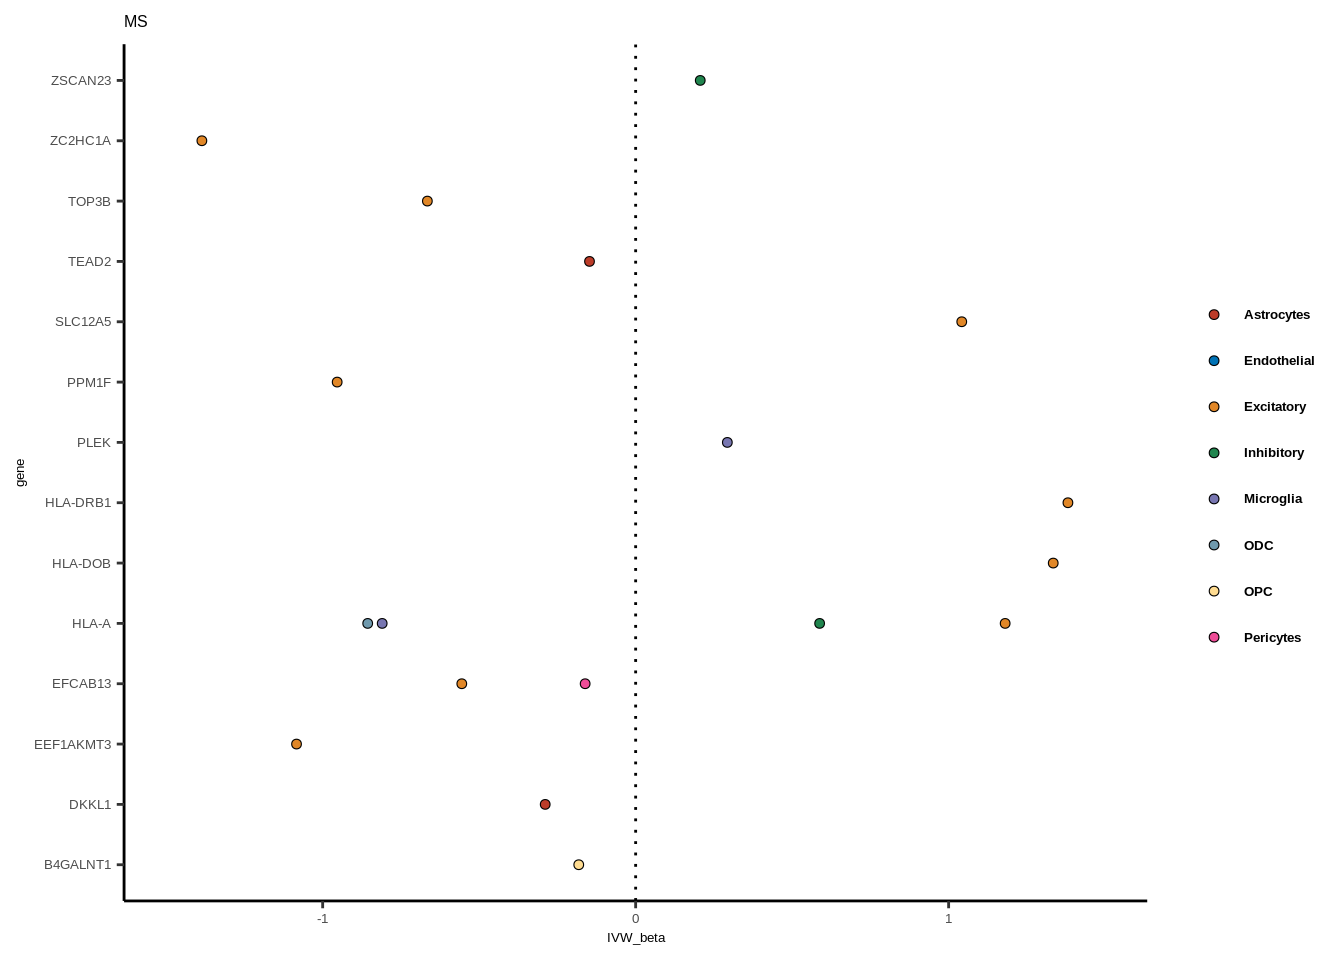 MS
ZSCAN23
ZC2HC1A
TOP3B
TEAD2
SLC12A5
PPM1F
PLEK
HLA-DRB1
HLA-DOB
HLA-A
EFCAB13
EEF1AKMT3
DKKL1
B4GALNT1
gene
-1 0 1
IVW_beta
Astrocytes
Endothelial
Excitatory
Inhibitory
Microglia
ODC
OPC
Pericytes